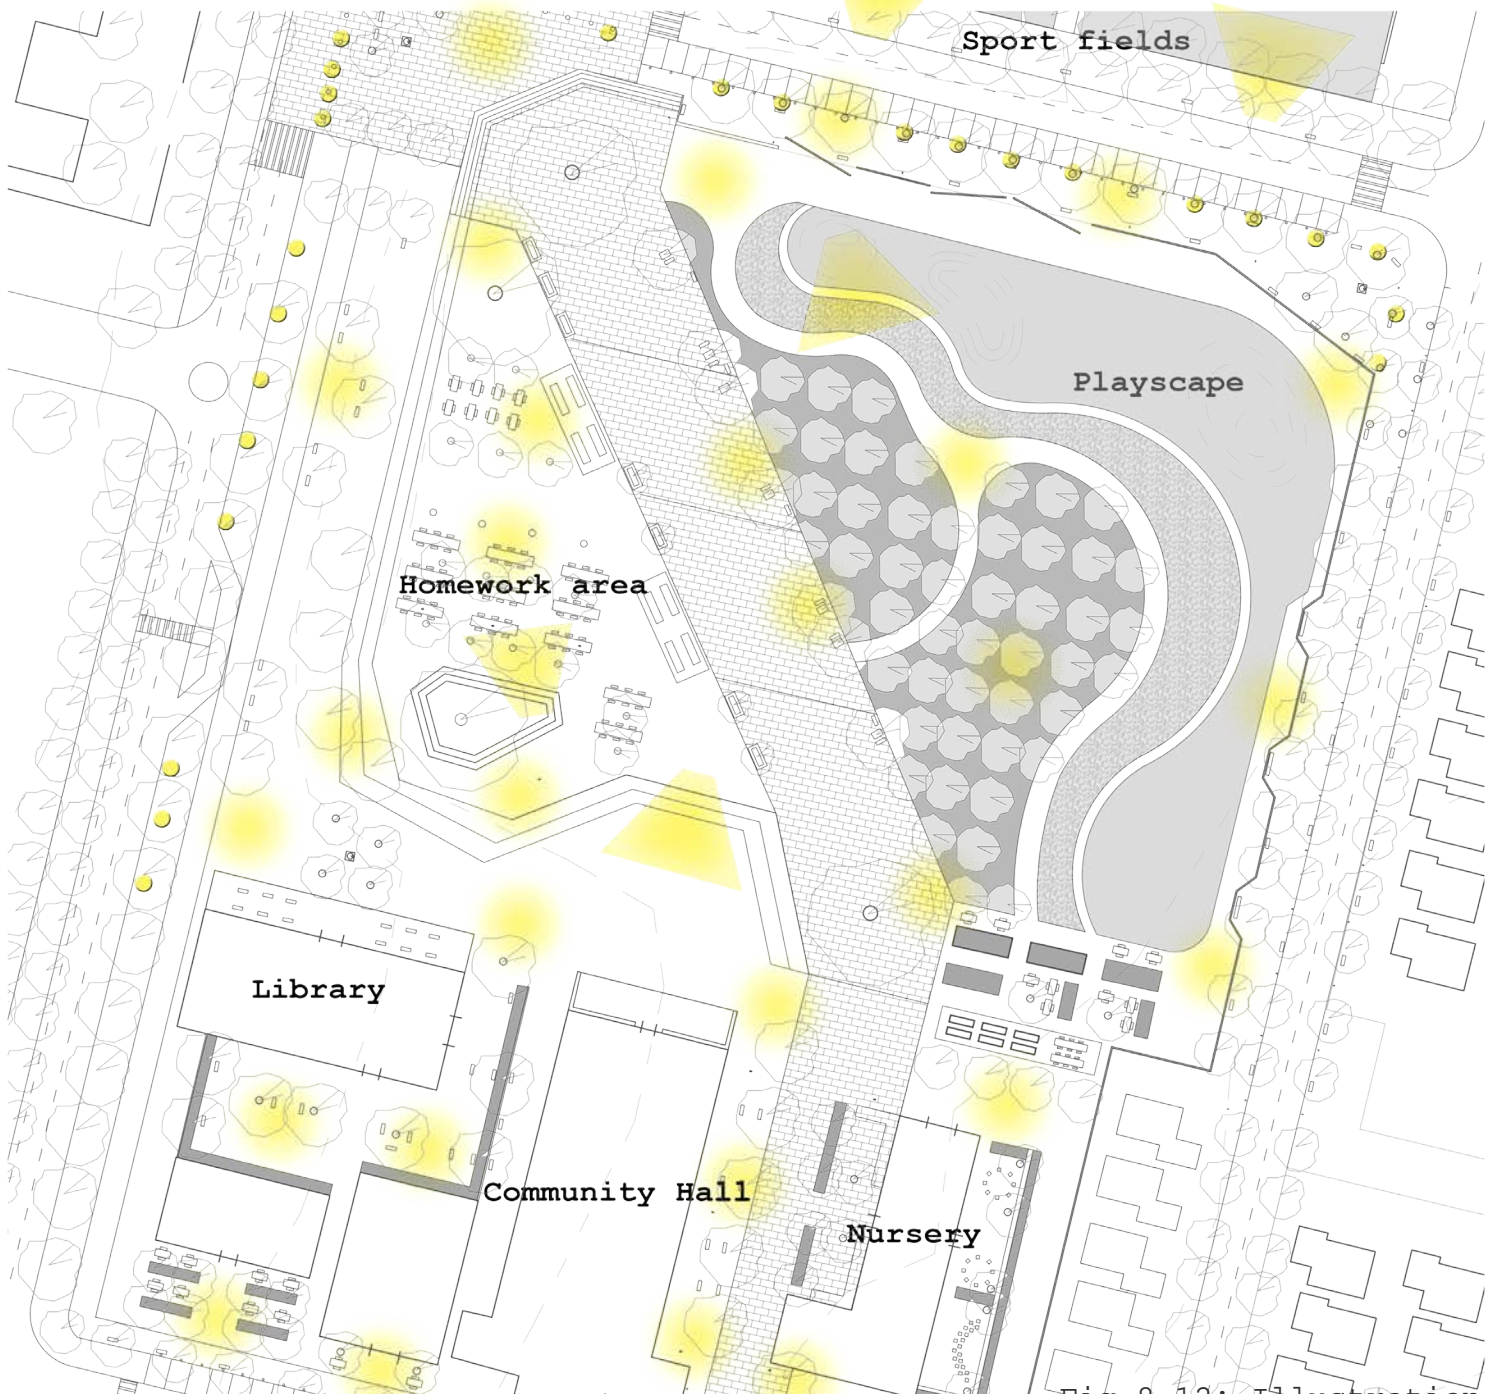 Sport fields
Playscape
Homework area
Library
Community Hall
Nursery